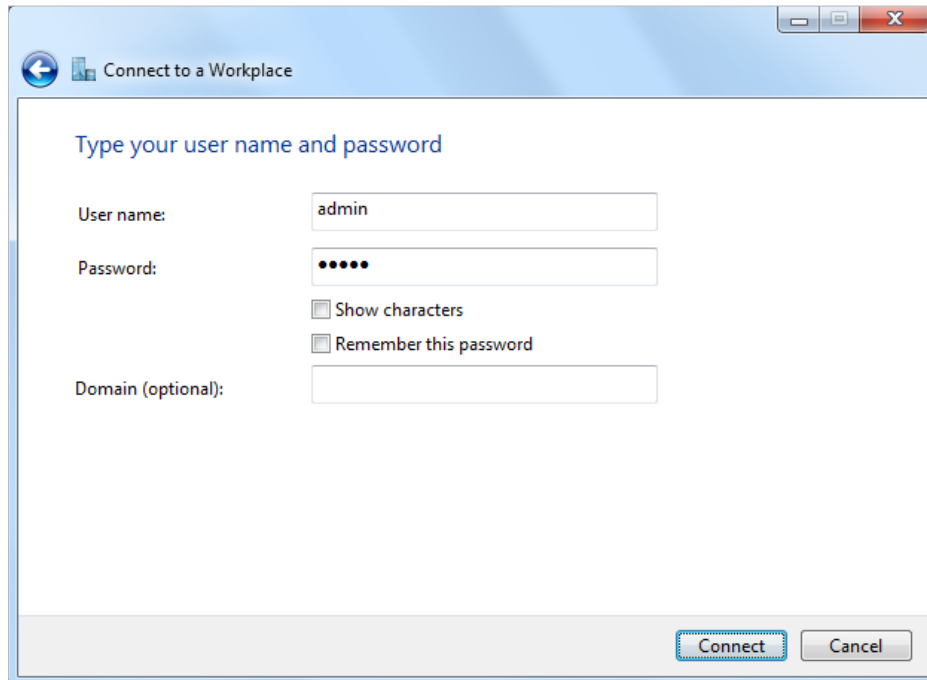 Connect to a Workplace
Type your user name and password
User name: admin
Password: •••••
Show characters
Remember this password
Domain (optional):
Connect Cancel